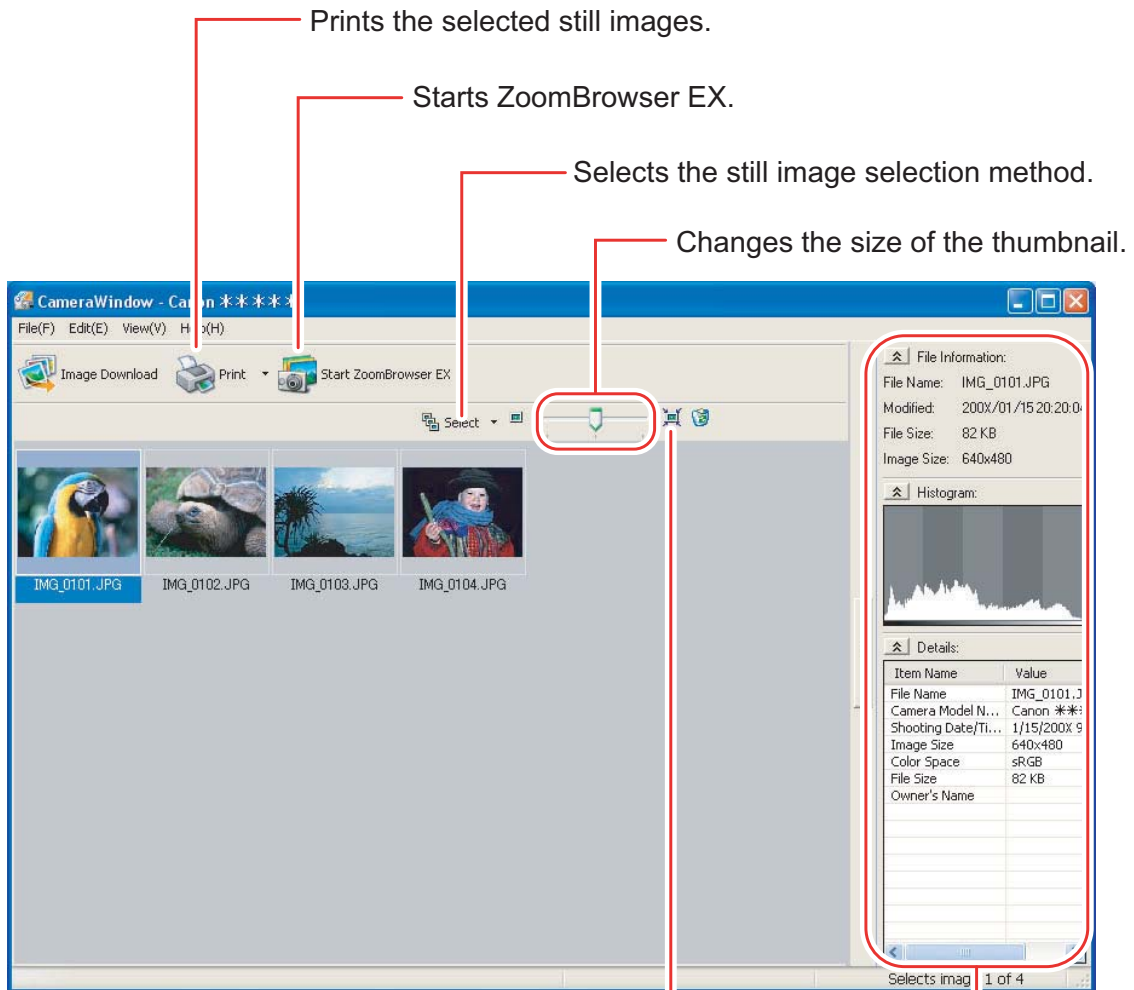 Prints the selected still images.
Starts ZoomBrowser EX.
Selects the still image selection method.
Changes the size of the thumbnail.
CameraWindow - Canon *****
File(F) Edit(E) View(V) Help(H)
Image Download Print Start ZoomBrowser EX
Select
IMG_0101.JPG IMG_0102.JPG IMG_0103.JPG IMG_0104.JPG
File Information:
File Name: IMG_0101.JPG
Modified: 200X/01/15 20:20:04
File Size: 82 KB
Image Size: 640x480
Histogram:
Details:
Item Name Value
File Name IMG_0101.J
Camera Model N... Canon ***
Shooting Date/Ti... 1/15/200X 9
Image Size 640x480
Color Space sRGB
File Size 82 KB
Owner's Name
Selects imag 1 of 4